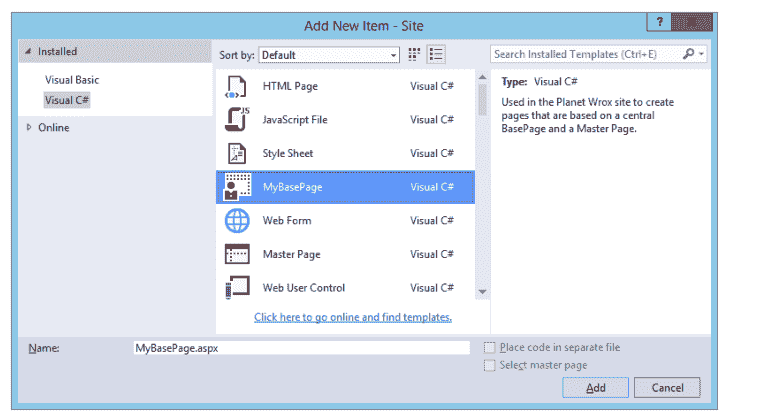 Add New Item - Site
?
Installed
Visual Basic
Visual C#
Online
Sort by: Default
HTML Page Visual C#
JS
JavaScript File Visual C#
Style Sheet Visual C#
MyBasePage Visual C#
Web Form Visual C#
Master Page Visual C#
Web User Control Visual C#
Click here to go online and find templates.
Search Installed Templates (Ctrl+E)
Type: Visual C#
Used in the Planet Wrox site to create
pages that are based on a central
BasePage and a Master Page.
Name: MyBasePage.aspx
Place code in separate file
Select master page
Add Cancel